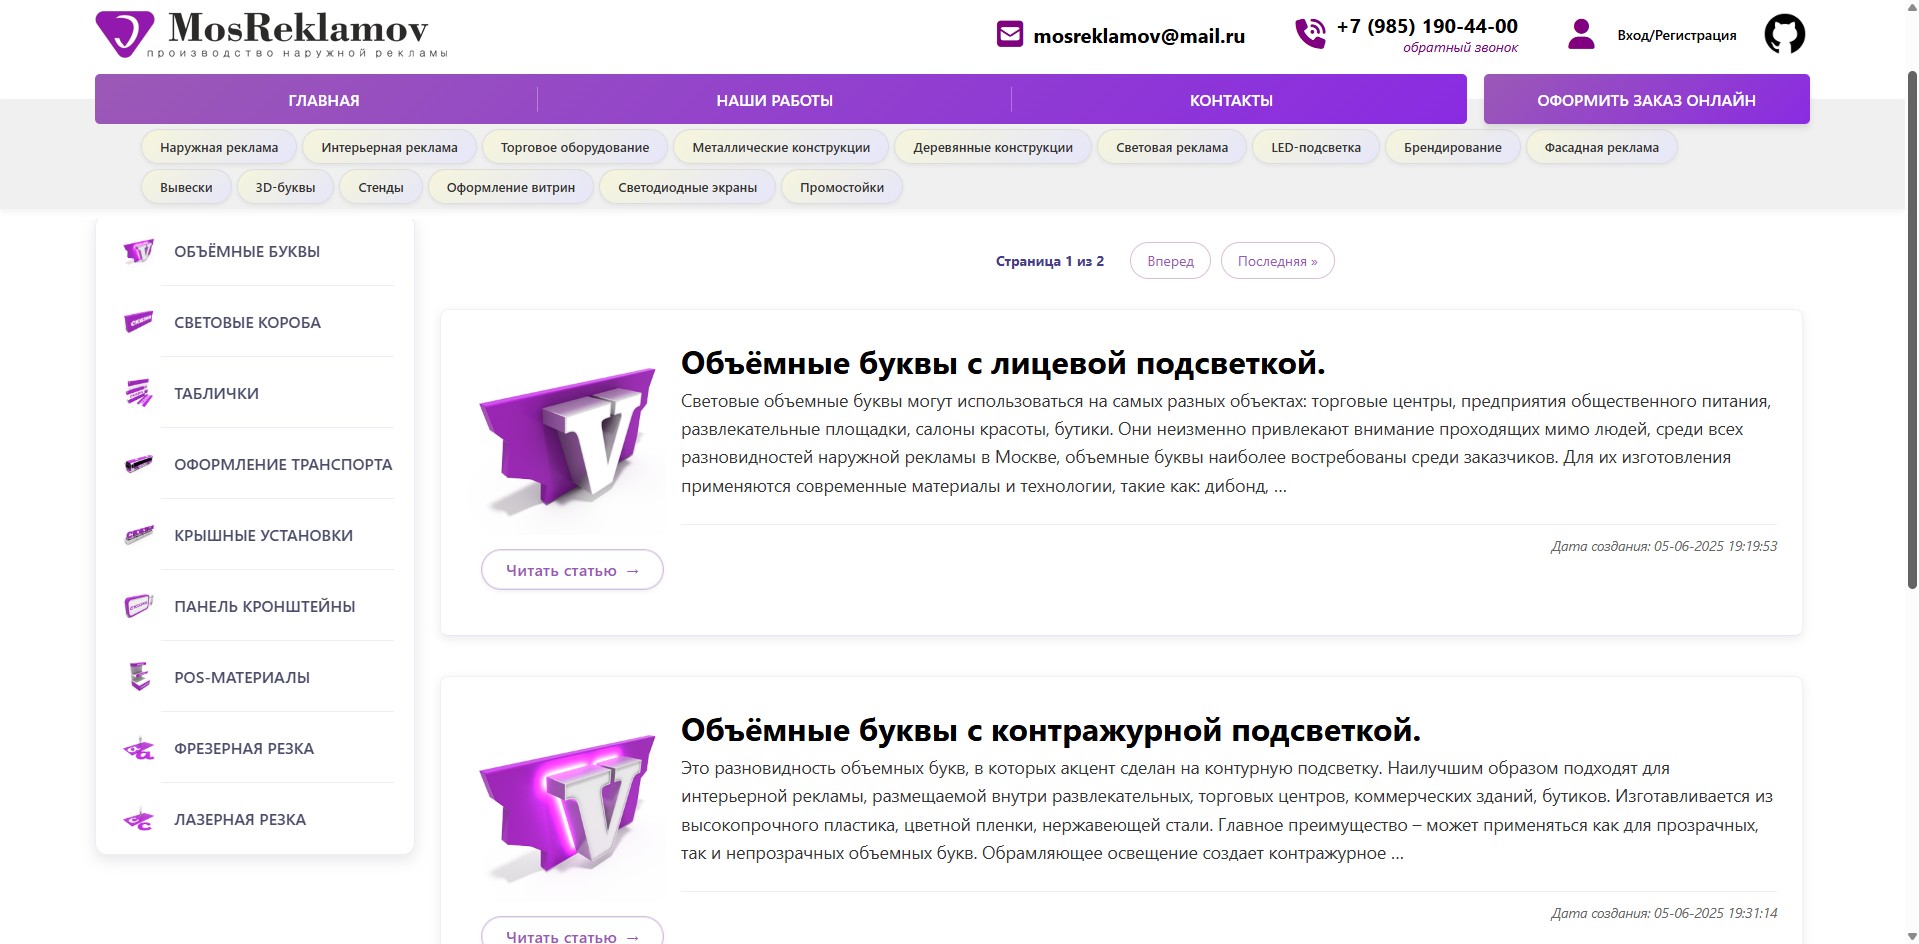 MosReklamov
производство наружной рекламы
mosreklamov@mail.ru
+7 (985) 190-44-00
обратный звонок
Вход/Регистрация
ГЛАВНАЯ
НАШИ РАБОТЫ
КОНТАКТЫ
ОФОРМИТЬ ЗАКАЗ ОНЛАЙН
Наружная реклама
Интерьерная реклама
Торговое оборудование
Металлические конструкции
Деревянные конструкции
Световая реклама
LED-подсветка
Брендирование
Фасадная реклама
Вывески
3D-буквы
Стенды
Оформление витрин
Светодиодные экраны
Промостойки
ОБЪЁМНЫЕ БУКВЫ
СВЕТОВЫЕ КОРОБА
ТАБЛИЧКИ
ОФОРМЛЕНИЕ ТРАНСПОРТА
КРЫШНЫЕ УСТАНОВКИ
ПАНЕЛЬ КРОНШТЕЙНЫ
POS-МАТЕРИАЛЫ
ФРЕЗЕРНАЯ РЕЗКА
ЛАЗЕРНАЯ РЕЗКА
Страница 1 из 2
Вперед
Последняя »
Объёмные буквы с лицевой подсветкой.
Световые объемные буквы могут использоваться на самых разных объектах: торговые центры, предприятия общественного питания,
развлекательные площадки, салоны красоты, бутики. Они неизменно привлекают внимание проходящих мимо людей, среди всех
разновидностей наружной рекламы в Москве, объемные буквы наиболее востребованы среди заказчиков. Для их изготовления
применяются современные материалы и технологии, такие как: дибонд, ...
V
Дата создания: 05-06-2025 19:19:53
Читать статью →
Объёмные буквы с контражурной подсветкой.
Это разновидность объемных букв, в которых акцент сделан на контурную подсветку. Наилучшим образом подходят для
интерьерной рекламы, размещаемой внутри развлекательных, торговых центров, коммерческих зданий, бутиков. Изготавливается из
высокопрочного пластика, цветной пленки, нержавеющей стали. Главное преимущество – может применяться как для прозрачных,
так и непрозрачных объемных букв. Обрамляющее освещение создает контражурное ...
V
Дата создания: 05-06-2025 19:31:14
Читать статью →